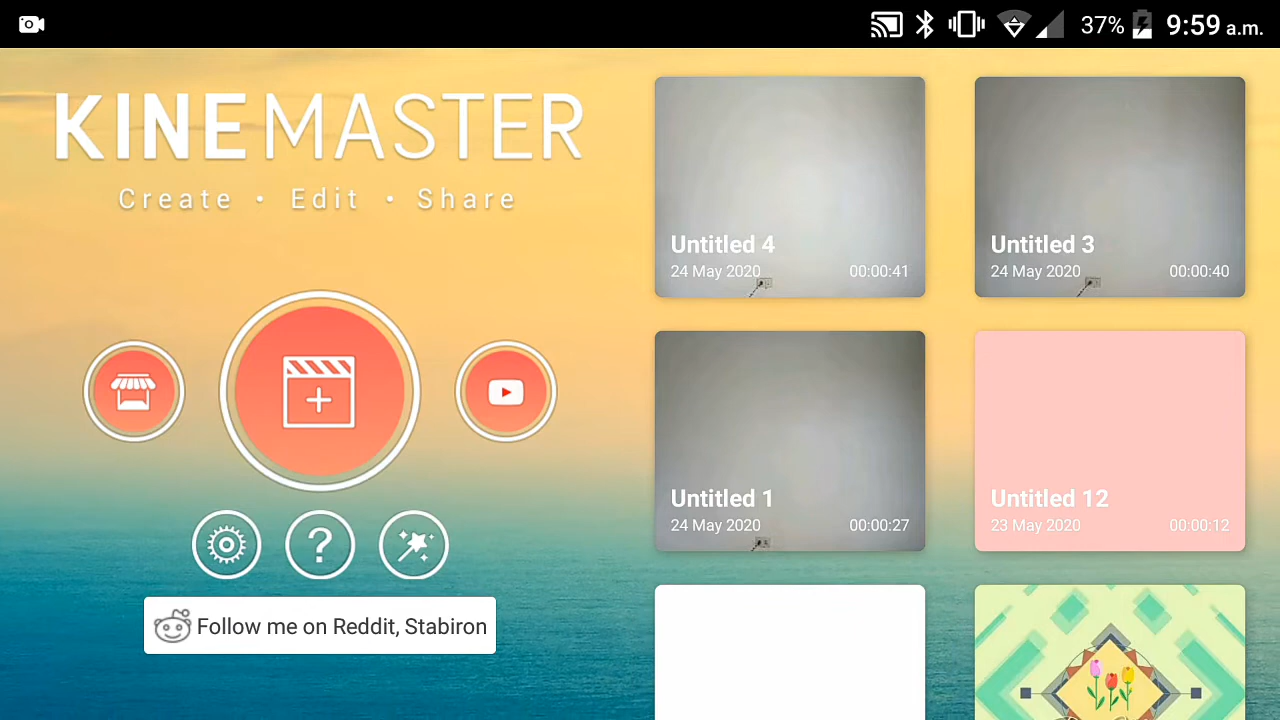 37% 9:59 a.m.
KINEMASTER
Create • Edit • Share
Follow me on Reddit, Stabiron
Untitled 4
24 May 2020 00:00:41
Untitled 3
24 May 2020 00:00:40
Untitled 1
24 May 2020 00:00:27
Untitled 12
23 May 2020 00:00:12